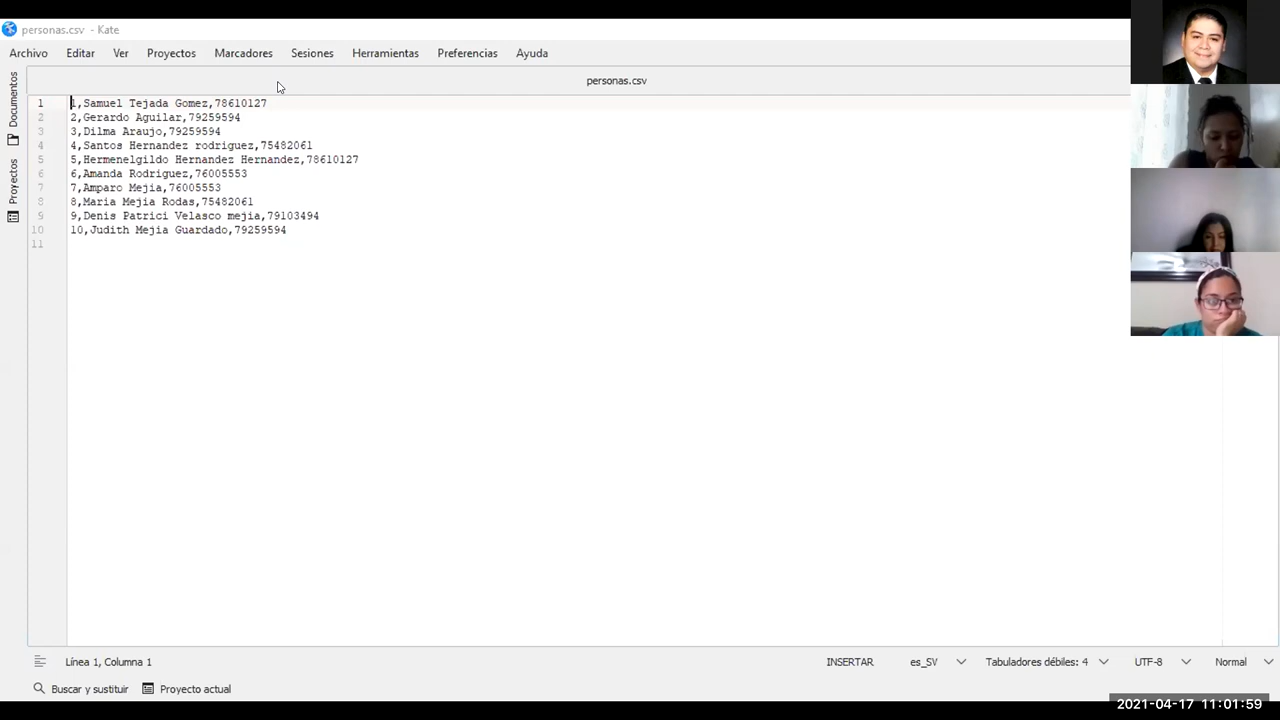 personas.csv - Kate
Archivo Editar Ver Proyectos Marcadores Sesiones Herramientas Preferencias Ayuda
Documentos
Proyectos
personas.csv
1 1,Samuel Tejada Gomez,78610127
2 2,Gerardo Aguilar,79259594
3 3,Dilma Araujo,79259594
4 4,Santos Hernandez rodriguez,75482061
5 5,Hermenelgildo Hernandez Hernandez,78610127
6 6,Amanda Rodriguez,76005553
7 7,Amparo Mejia,76005553
8 8,Maria Mejia Rodas,75482061
9 9,Denis Patrici Velasco mejia,79103494
10 10,Judith Mejia Guardado,79259594
11
Línea 1, Columna 1 INSERTAR es_SV Tabuladores débiles: 4 UTF-8 Normal
Buscar y sustituir Proyecto actual
2021-04-17 11:01:59